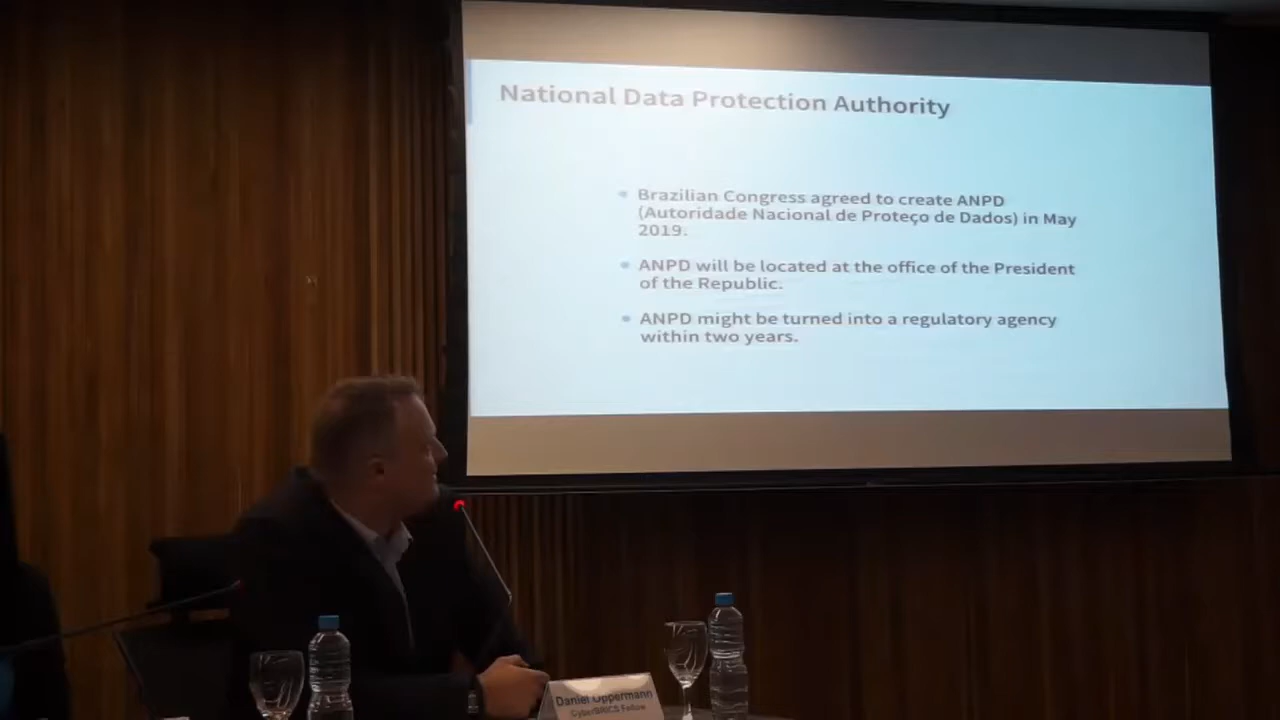 National Data Protection Authority
Brazilian Congress agreed to create ANPD
(Autoridade Nacional de Proteço de Dados) in May
2019.
ANPD will be located at the office of the President
of the Republic.
ANPD might be turned into a regulatory agency
within two years.
Daniel Oppermann
CyberBRICS Fellow